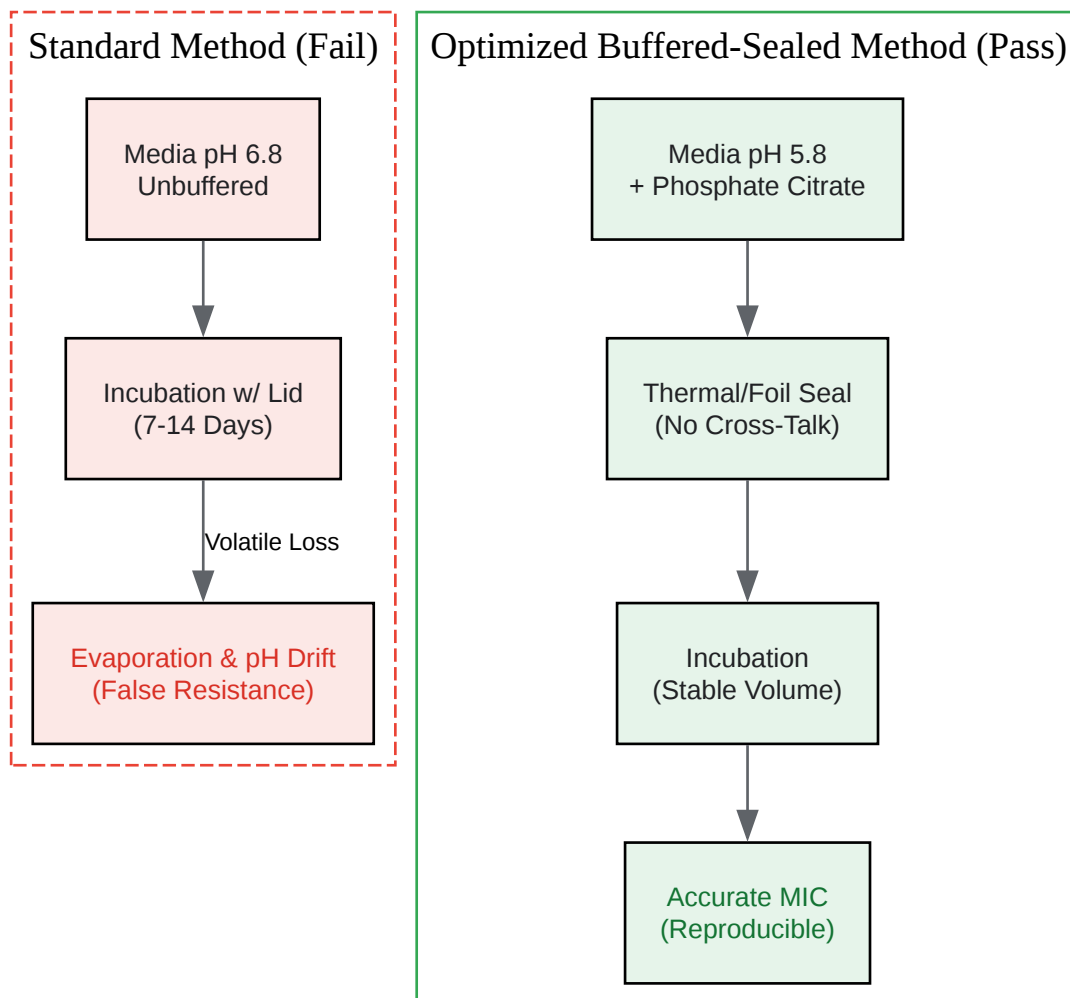 Standard Method (Fail)
Media pH 6.8
Unbuffered
Incubation w/ Lid
(7-14 Days)
Volatile Loss
Evaporation & pH Drift
(False Resistance)
Optimized Buffered-Sealed Method (Pass)
Media pH 5.8
+ Phosphate Citrate
Thermal/Foil Seal
(No Cross-Talk)
Incubation
(Stable Volume)
Accurate MIC
(Reproducible)